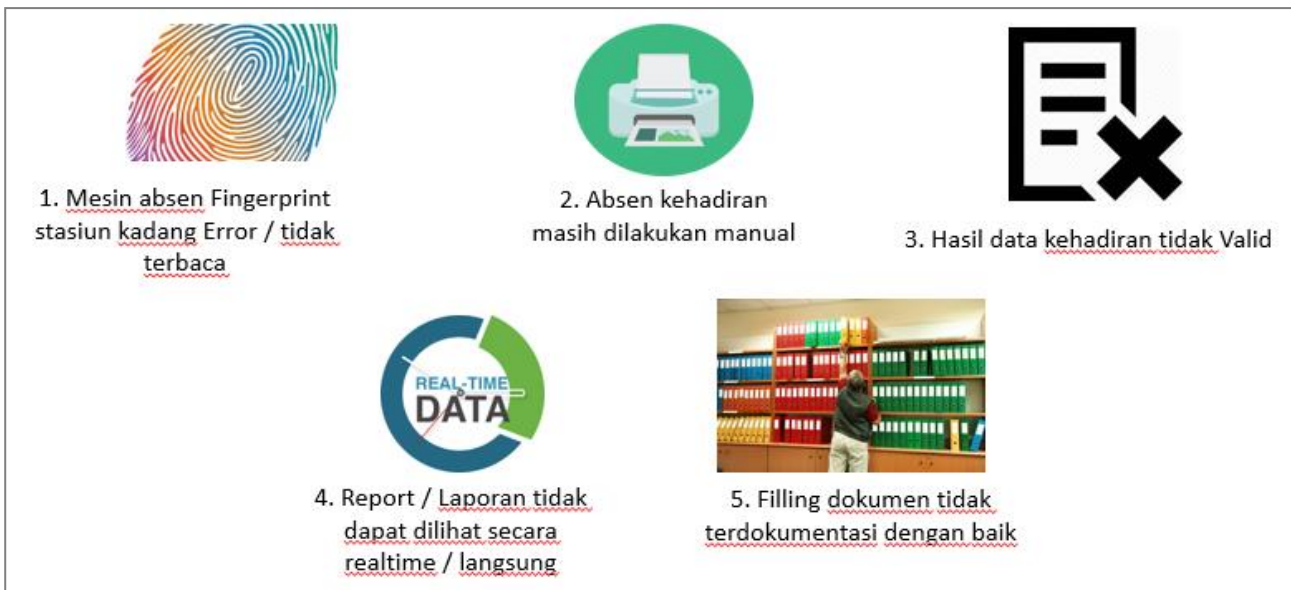 1. Mesin absen Fingerprint
stasiun kadang Error / tidak
terbaca
2. Absen kehadiran
masih dilakukan manual
3. Hasil data kehadiran tidak Valid
REAL-TIME
DATA
4. Report / Laporan tidak
dapat dilihat secara
realtime / langsung
5. Filling dokumen tidak
terdokumentasi dengan baik